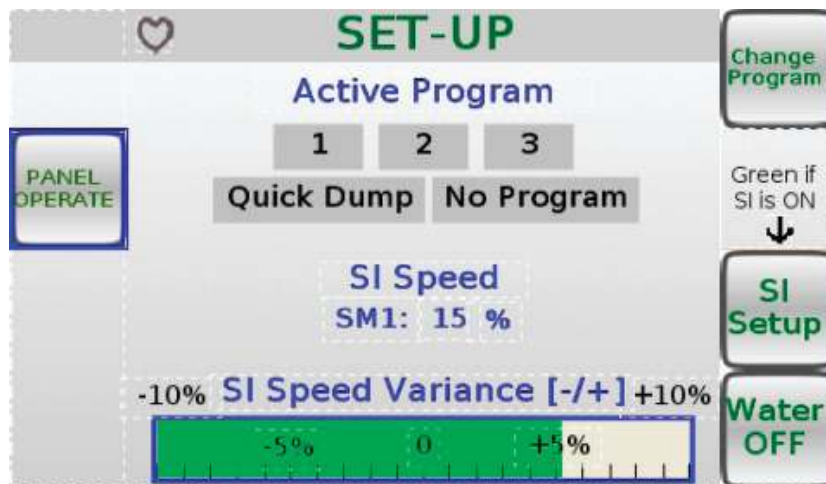 SET-UP
Change
Program
Active Program
1 2 3
PANEL
OPERATE
Quick Dump No Program
Green if
SI is ON
SI Speed
SM1: 15 %
SI
Setup
-10% SI Speed Variance [-/+] +10%
-5% 0 +5%
Water
OFF